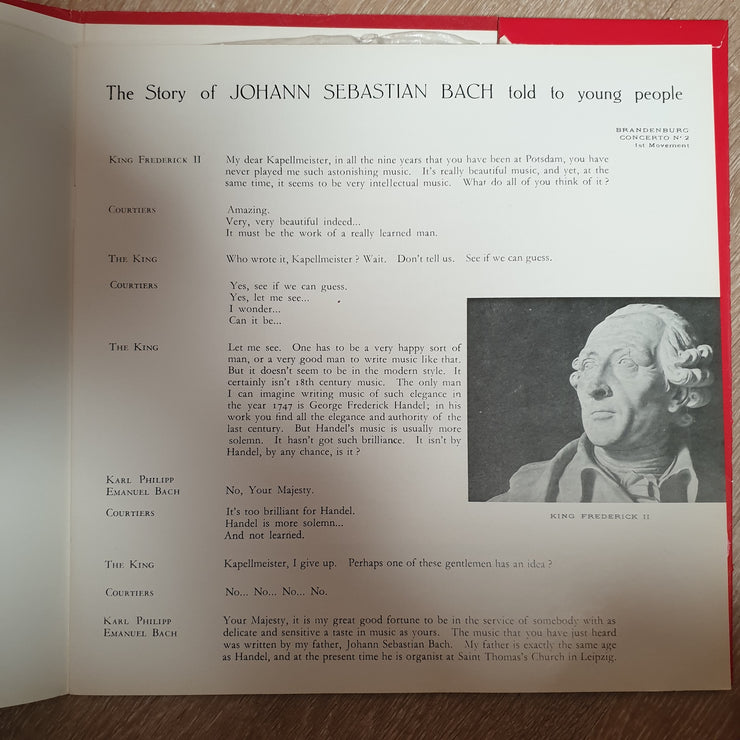 The Story of JOHANN SEBASTIAN BACH told to young people
BRANDENBURG
CONCERTO Nº 2
1st Movement
KING FREDERICK II My dear Kapellmeister, in all the nine years that you have been at Potsdam, you have
never played me such astonishing music. It's really beautiful music, and yet, at the
same time, it seems to be very intellectual music. What do all of you think of it?
COURTIERS Amazing.
Very, very beautiful indeed...
It must be the work of a really learned man.
THE KING Who wrote it, Kapellmeister? Wait. Don't tell us. See if we can guess.
COURTIERS Yes, see if we can guess.
Yes, let me see...
I wonder...
Can it be...
THE KING Let me see. One has to be a very happy sort of
man, or a very good man to write music like that.
But it doesn't seem to be in the modern style. It
certainly isn't 18th century music. The only man
I can imagine writing music of such elegance in
the year 1747 is George Frederick Handel; in his
work you find all the elegance and authority of the
last century. But Handel's music is usually more
solemn. It hasn't got such brilliance. It isn't by
Handel, by any chance, is it?
KING FREDERICK II
KARL PHILIPP
EMANUEL BACH No, Your Majesty.
COURTIERS It's too brilliant for Handel.
Handel is more solemn...
And not learned.
THE KING Kapellmeister, I give up. Perhaps one of these gentlemen has an idea?
COURTIERS No... No... No... No.
KARL PHILIPP Your Majesty, it is my great good fortune to be in the service of somebody with as
EMANUEL BACH delicate and sensitive a taste in music as yours. The music that you have just heard
was written by my father, Johann Sebastian Bach. My father is exactly the same age
as Handel, and at the present time he is organist at Saint Thomas's Church in Leipzig.